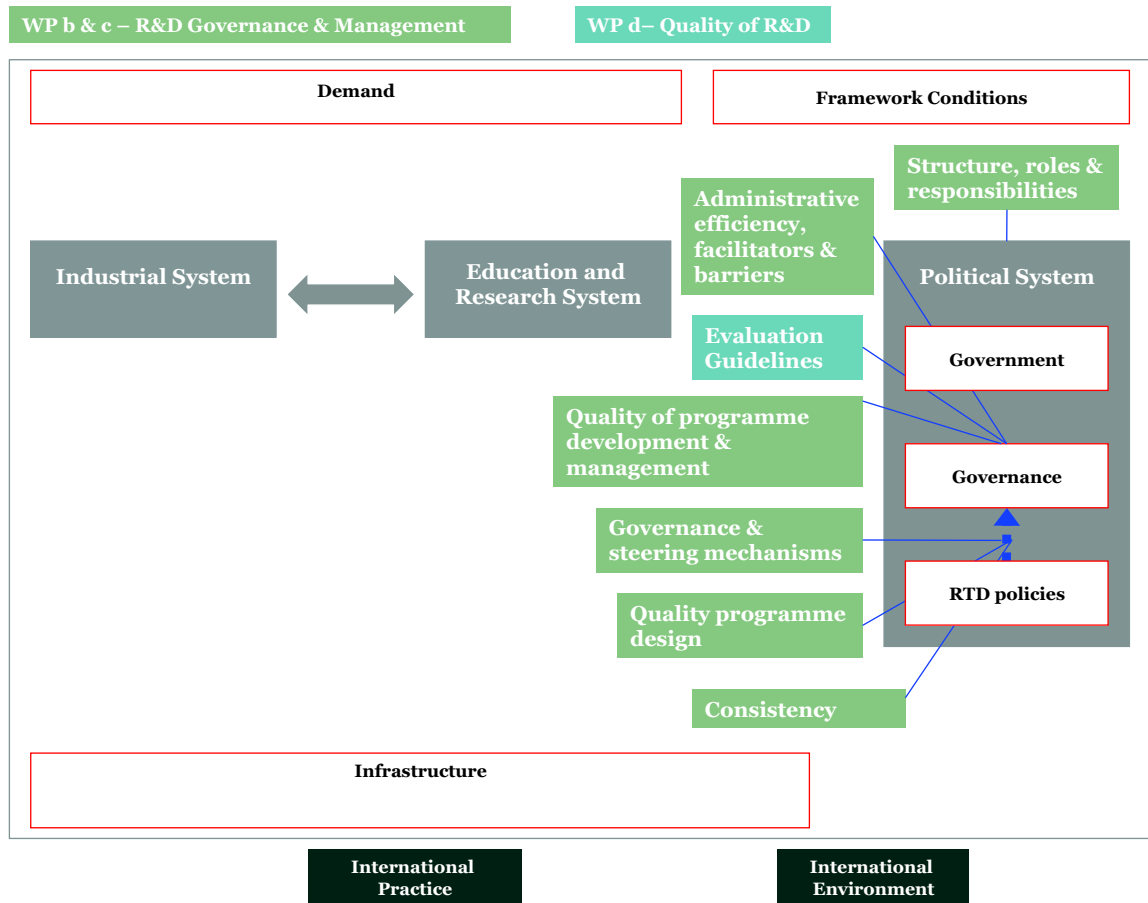 WP b & c – R&D Governance & Management
WP d– Quality of R&D
Demand
Framework Conditions
Structure, roles &
responsibilities
Administrative
efficiency,
facilitators &
barriers
Industrial System
Education and
Research System
Political System
Evaluation
Guidelines
Government
Quality of programme
development &
management
Governance
Governance &
steering mechanisms
RTD policies
Quality programme
design
Consistency
Infrastructure
International
Practice
International
Environment